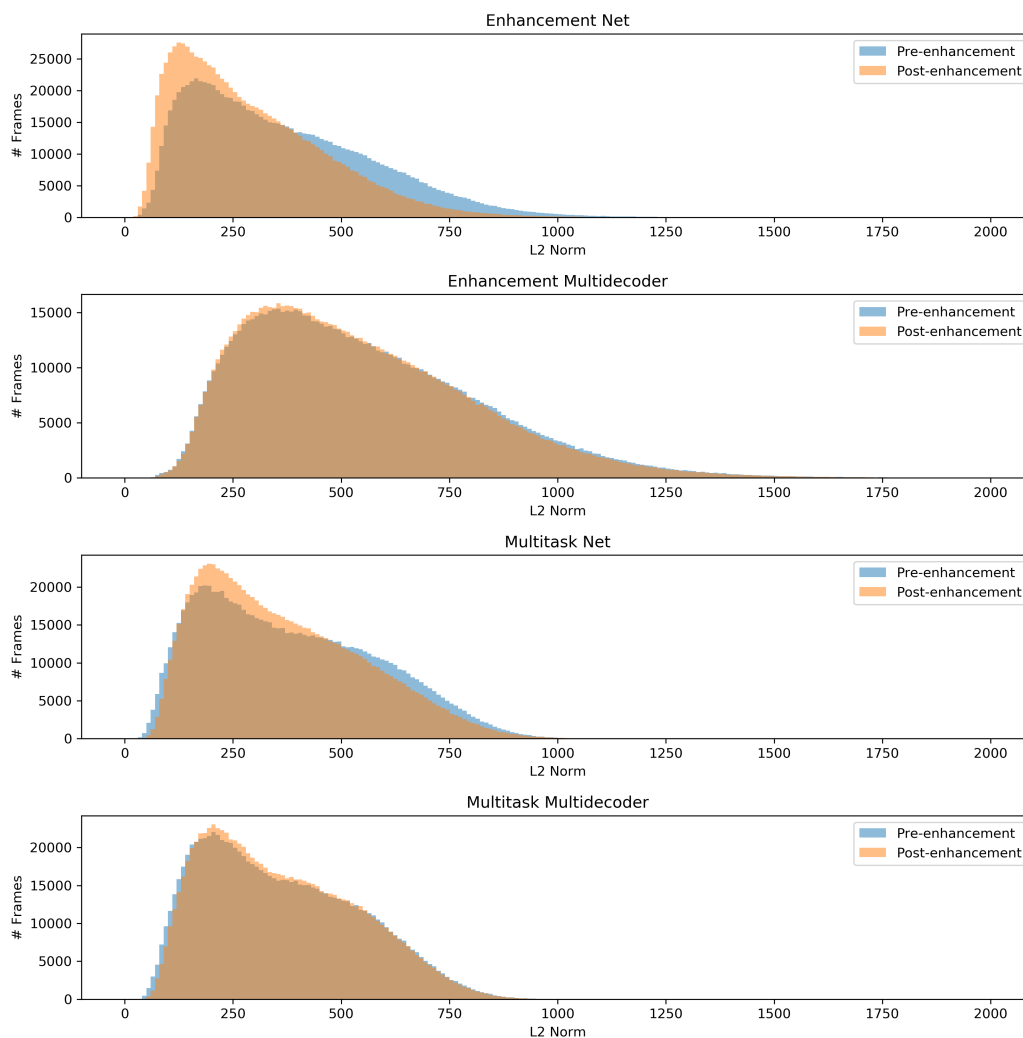 Enhancement Net
25000
20000
15000
10000
5000
0
# Frames
Pre-enhancement
Post-enhancement
0 250 500 750 1000 1250 1500 1750 2000
L2 Norm
Enhancement Multidecoder
15000
10000
5000
0
# Frames
Pre-enhancement
Post-enhancement
0 250 500 750 1000 1250 1500 1750 2000
L2 Norm
Multitask Net
20000
15000
10000
5000
0
# Frames
Pre-enhancement
Post-enhancement
0 250 500 750 1000 1250 1500 1750 2000
L2 Norm
Multitask Multidecoder
20000
15000
10000
5000
0
# Frames
Pre-enhancement
Post-enhancement
0 250 500 750 1000 1250 1500 1750 2000
L2 Norm